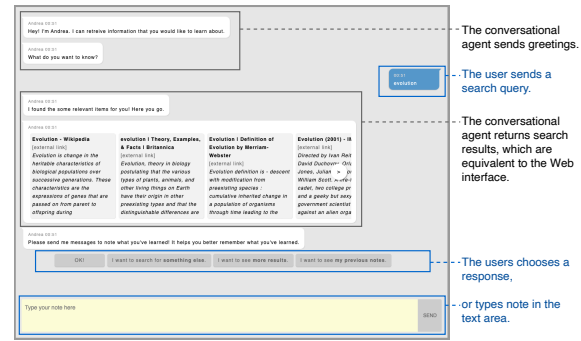 Andrea 00:01
Hey! I'm Andrea. I can retreive information that you would like to learn about.
Andrea 00:01
What do you want to know?
The conversational
agent sends greetings.
00:01
evolution
The user sends a
search query.
Andrea 00:01
I found the some relevant items for you! Here you go.
Andrea 00:01
Evolution - Wikipedia
[external link]
Evolution is change in the
heritable characteristics of
biological populations over
successive generations. These
characteristics are the
expressions of genes that are
passed on from parent to
offspring during
evolution | Theory, Examples,
& Facts | Britannica
[external link]
Evolution, theory in biology
postulating that the various
types of plants, animals, and
other living things on Earth
have their origin in other
preexisting types and that the
distinguishable differences are
Evolution | Definition of
Evolution by Merriam-
Webster
[external link]
Evolution definition is - descent
with modification from
preexisting species :
cumulative inherited change in
a population of organisms
through time leading to the
Evolution (2001) - IM
[external link]
Directed by Ivan Reit
David Duchovny, Orl
Jones, Julian
William Scott.
cadet, two college pr
and a geeky but sexy
government scientist
against an alien orga
>
The conversational
agent returns search
results, which are
equivalent to the Web
interface.
Andrea 00:01
Please send me messages to note what you've learned! It helps you better remember what you've learned.
OK!
I want to search for something else.
I want to see more results.
I want to see my previous notes.
The users chooses a
response,
Type your note here
SEND
or types note in the
text area.